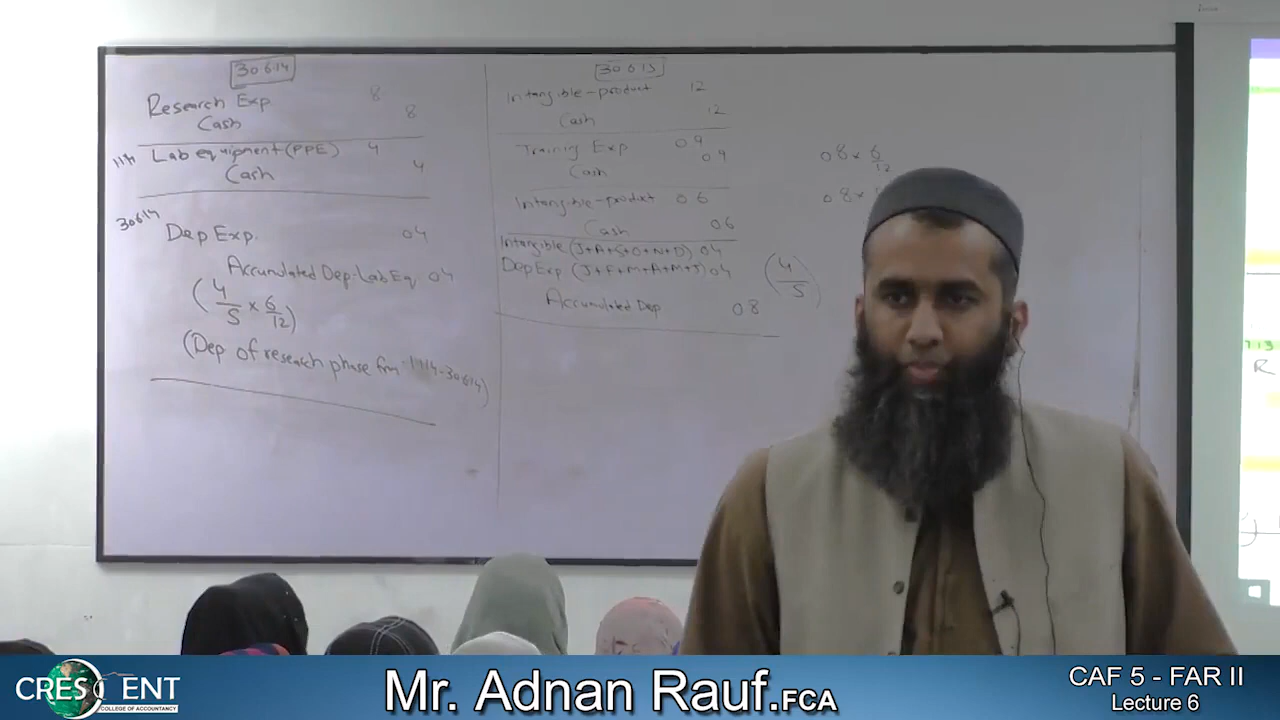 30 6 14
Research Exp 8
Cash 8
1 1 14 Lab equipment (PPE) 4
Cash 4
30 6 14 Dep Exp. 04
Accumulated Dep: Lab Eq 04
(4/5 × 6/12)
(Dep of research phase from 1 1 14 - 30 6 14)
30 6 15
Intangible-product 12
Cash 12
Training Exp 09
Cash 09
Intangible-product 06
Cash 06
Intangible (J+A+S+O+N+D) 04
Dep Exp (J+F+M+A+M+J) 04
Accumulated Dep 08
(4/5)
08 × 6/12
08 ×
R
CRESCENT
COLLEGE OF ACCOUNTANCY
Mr. Adnan Rauf.FCA
CAF 5 - FAR II
Lecture 6